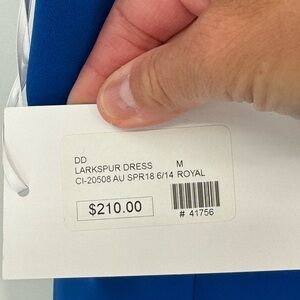 DD
LARKSPUR DRESS M
CI-20508 AU SPR18 6/14 ROYAL
$210.00
# 41756